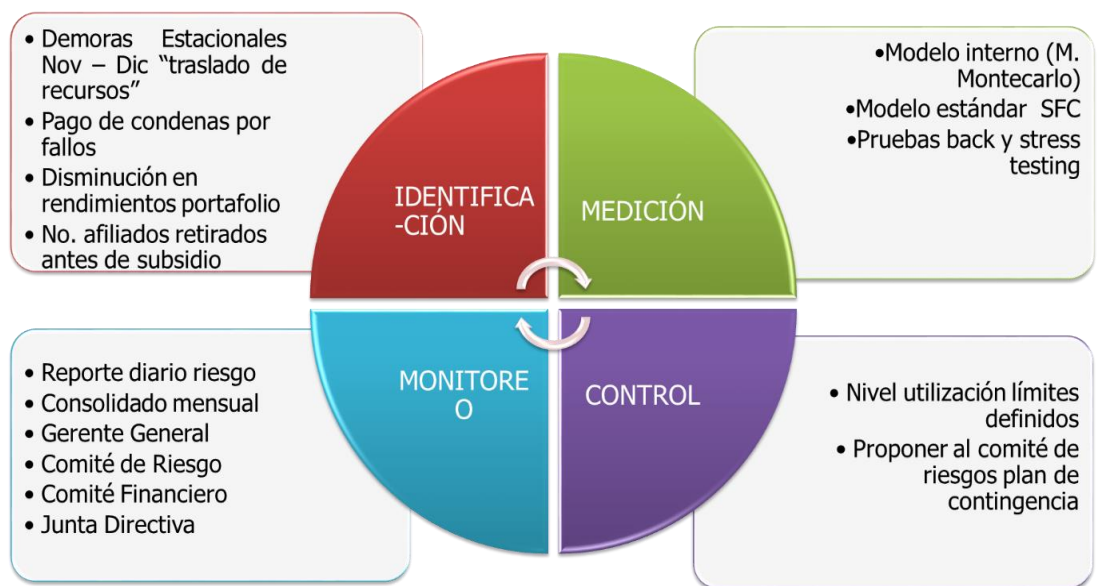 • Demoras Estacionales
Nov – Dic “traslado de
recursos”
• Pago de condenas por
fallos
• Disminución en
rendimientos portafolio
• No. afiliados retirados
antes de subsidio
IDENTIFICA
-CIÓN
MEDICIÓN
•Modelo interno (M.
Montecarlo)
•Modelo estándar SFC
•Pruebas back y stress
testing
• Reporte diario riesgo
• Consolidado mensual
• Gerente General
• Comité de Riesgo
• Comité Financiero
• Junta Directiva
MONITORE
O
CONTROL
• Nivel utilización límites
definidos
• Proponer al comité de
riesgos plan de
contingencia